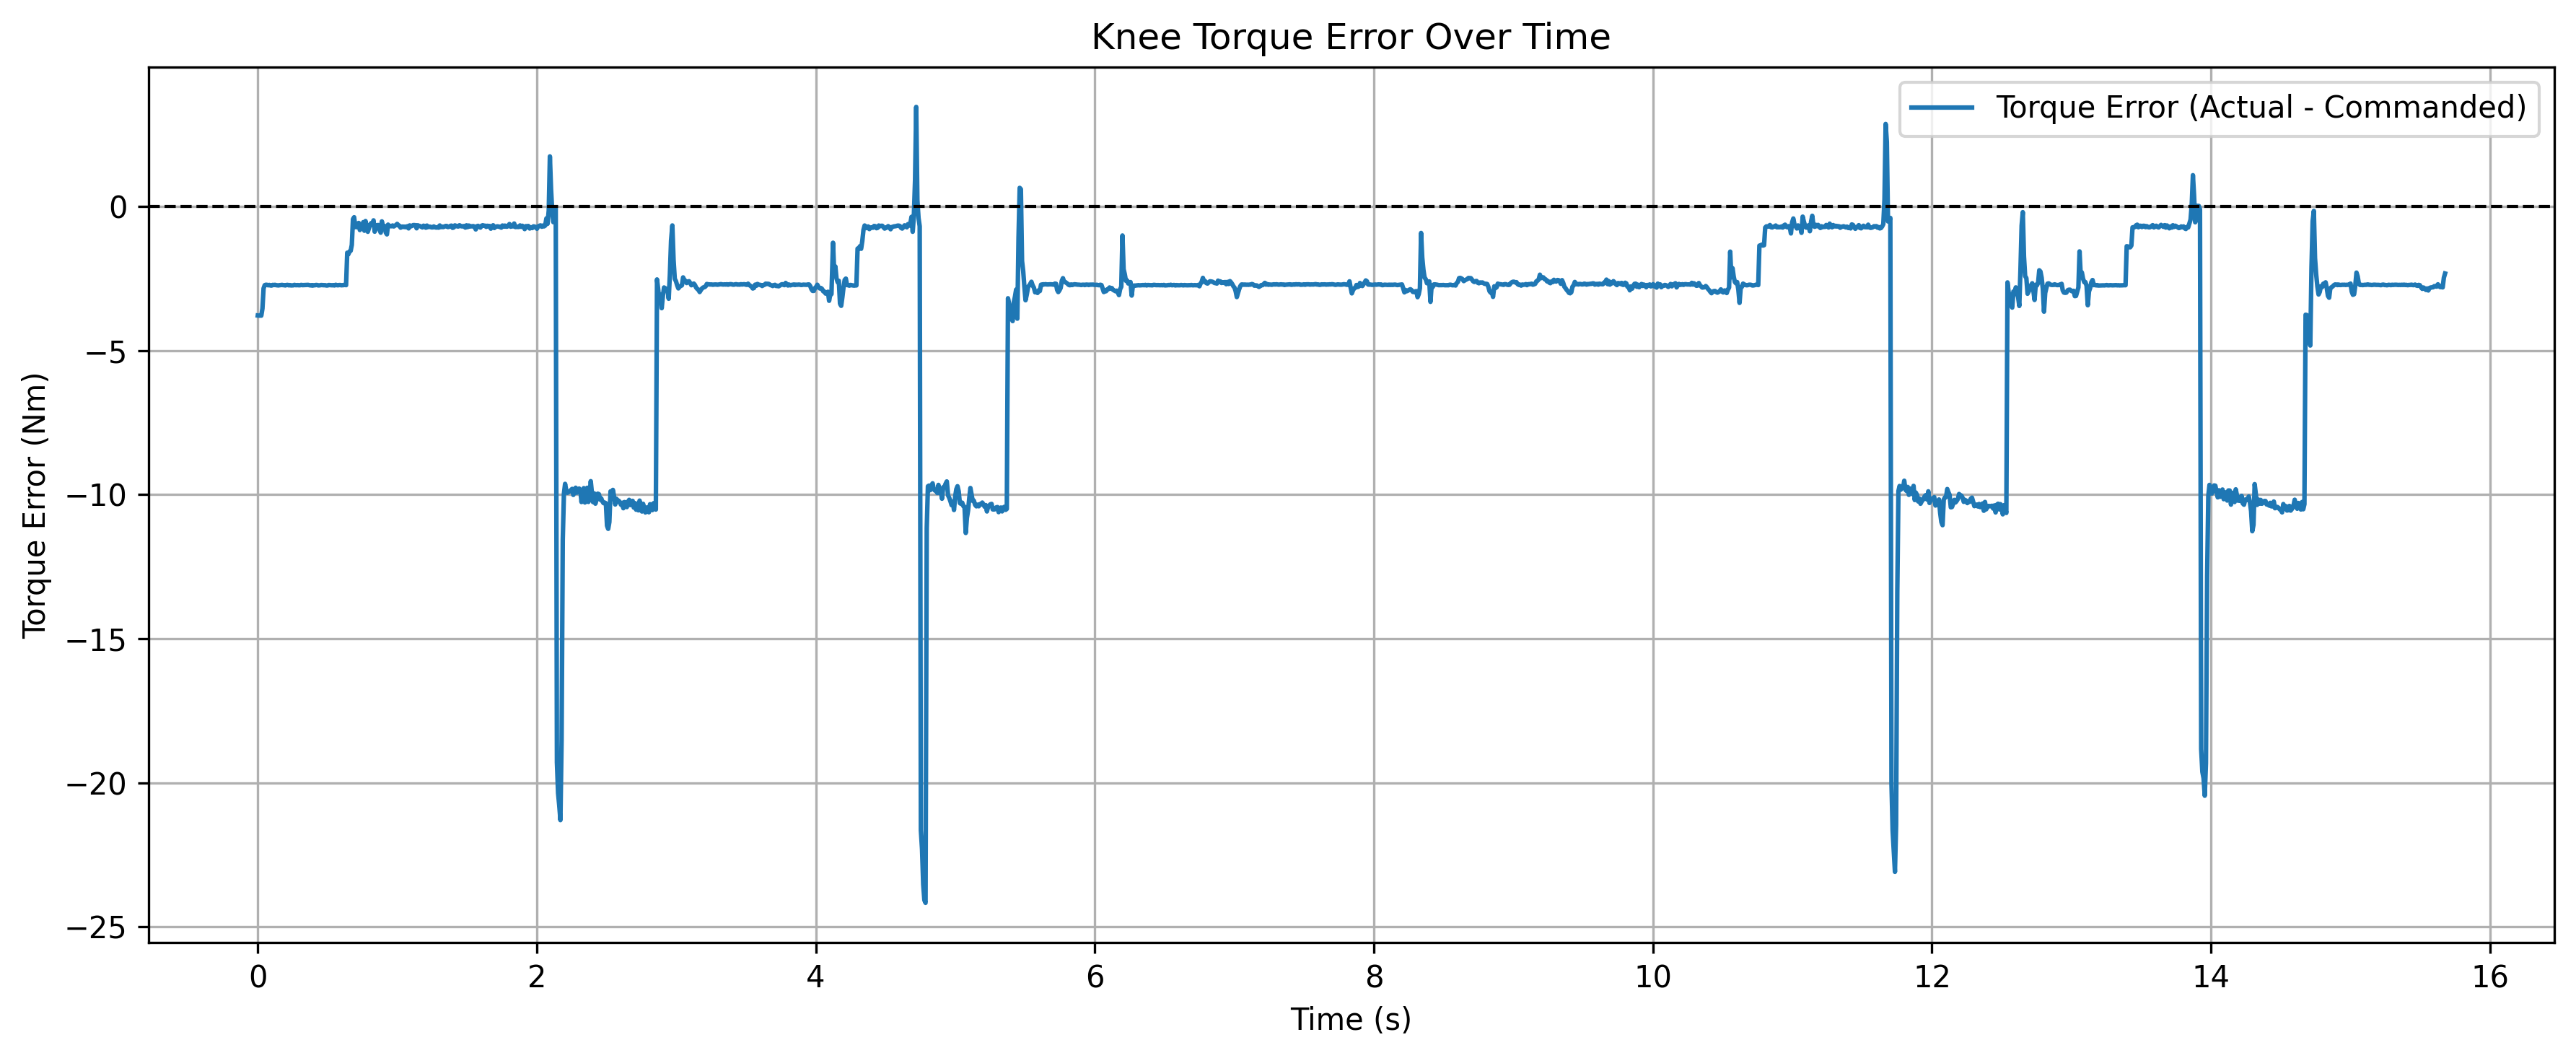 Knee Torque Error Over Time
Torque Error (Actual - Commanded)
Torque Error (Nm)
0
−5
−10
−15
−20
−25
0 2 4 6 8 10 12 14 16
Time (s)